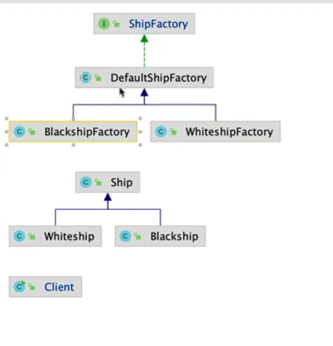 ShipFactory
DefaultShipFactory
BlackshipFactory
WhiteshipFactory
Ship
Whiteship
Blackship
Client